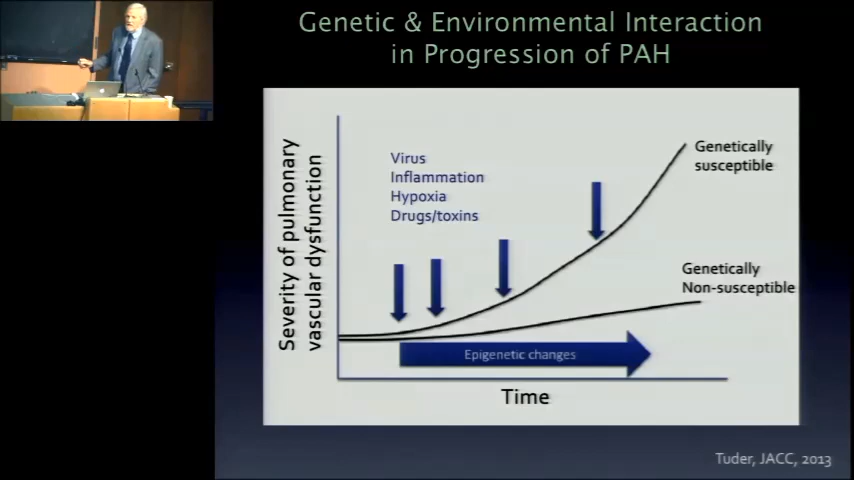 Genetic & Environmental Interaction
in Progression of PAH
Severity of pulmonary
vascular dysfunction
Virus
Inflammation
Hypoxia
Drugs/toxins
Genetically
susceptible
Genetically
Non-susceptible
Epigenetic changes
Time
Tuder, JACC, 2013